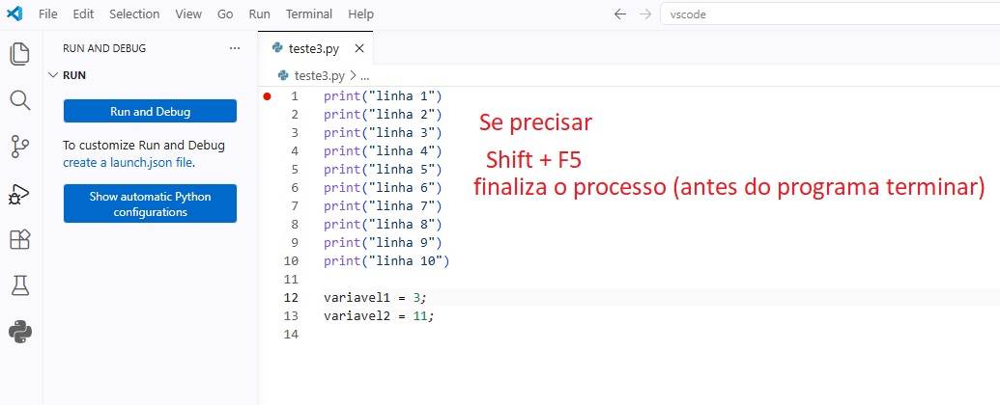 File Edit Selection View Go Run Terminal Help
vscode
RUN AND DEBUG ...
RUN
Run and Debug
To customize Run and Debug
create a launch.json file.
Show automatic Python
configurations
teste3.py
teste3.py > ...
1 print("linha 1")
2 print("linha 2")
3 print("linha 3")
4 print("linha 4")
5 print("linha 5")
6 print("linha 6")
7 print("linha 7")
8 print("linha 8")
9 print("linha 9")
10 print("linha 10")
11
12 variavel1 = 3;
13 variavel2 = 11;
14
Se precisar
Shift + F5
finaliza o processo (antes do programa terminar)